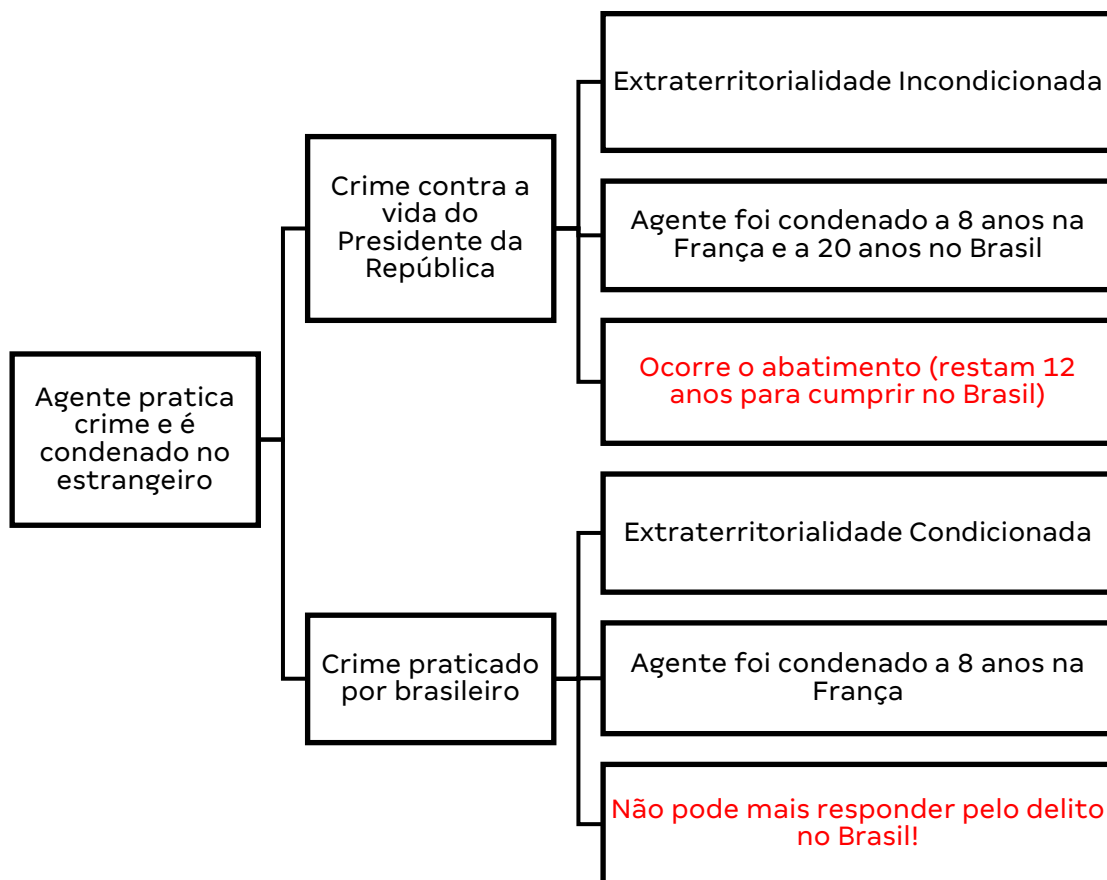 Agente pratica
crime e é
condenado no
estrangeiro
Crime contra a
vida do
Presidente da
República
Extraterritorialidade Incondicionada
Agente foi condenado a 8 anos na
França e a 20 anos no Brasil
Ocorre o abatimento (restam 12
anos para cumprir no Brasil)
Crime praticado
por brasileiro
Extraterritorialidade Condicionada
Agente foi condenado a 8 anos na
França
Não pode mais responder pelo delito
no Brasil!